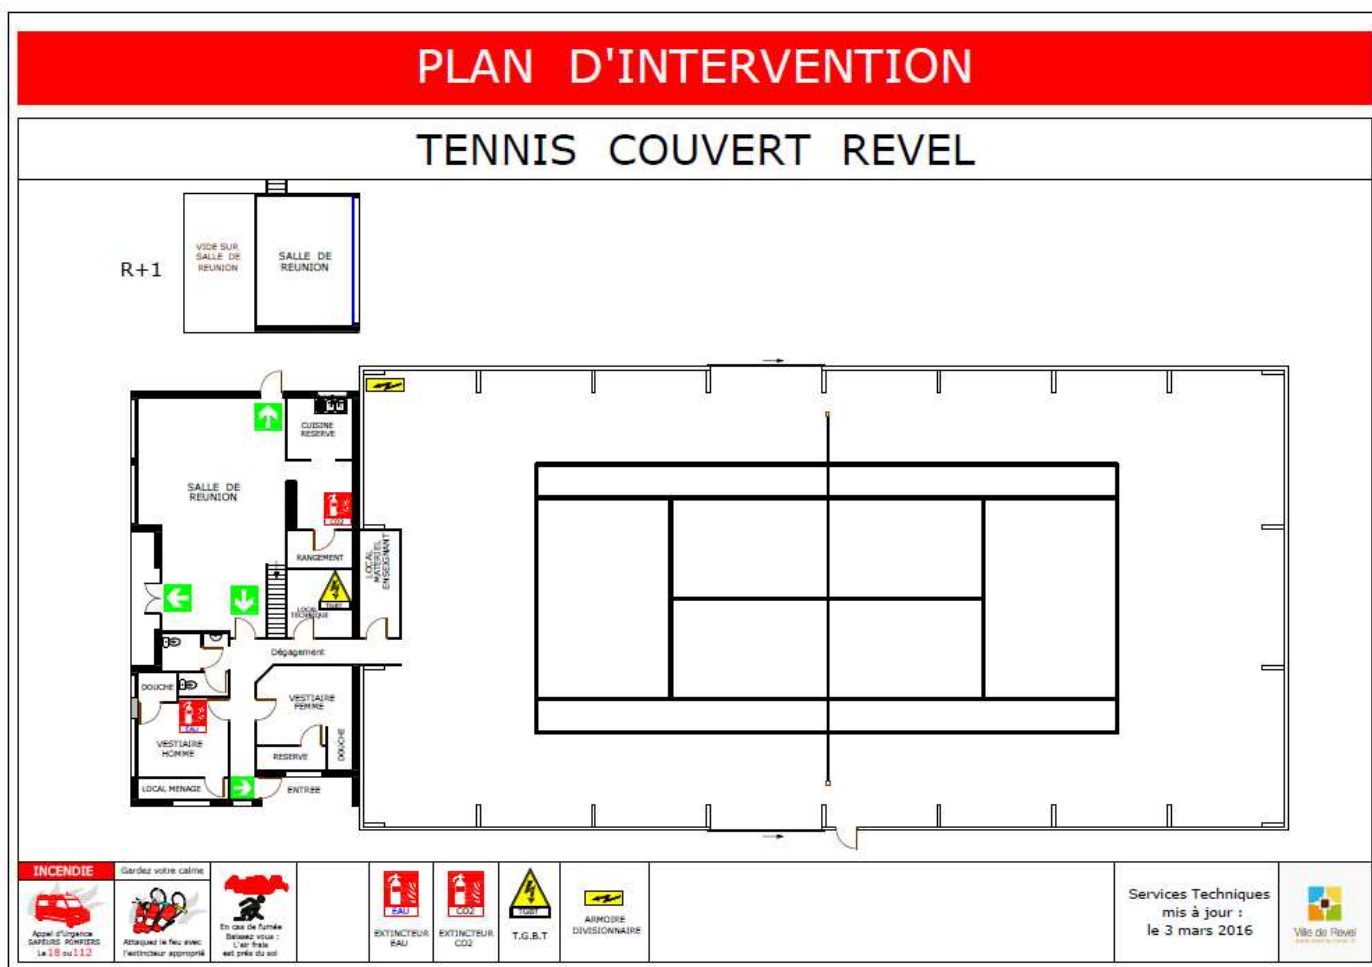 PLAN D'INTERVENTION
TENNIS COUVERT REVEL
R+1
VIDE SUR
SALLE DE
REUNION
SALLE DE
REUNION
CUISINE
RESERVE
SALLE DE
REUNION
CO2
RANGEMENT
LOCAL
MATERIEL
ENSEIGNANT
TGBT
LOCAL
TECHNIQUE
Dégagement
DOUCHE
VESTIAIRE
FEMME
EAU
VESTIAIRE
HOMME
DOUCHE
RESERVE
LOCAL MENAGE
ENTREE
INCENDIE
Appel d'Urgence
SAPEURS POMPIERS
Le 18 ou 112
Gardez votre calme
Attaquez le feu avec
l'extincteur approprié
En cas de fumée
Baissez vous :
L'air frais
est près du sol
EAU
EXTINCTEUR
EAU
CO2
EXTINCTEUR
CO2
TGBT
T.G.B.T
ARMOIRE
DIVISIONNAIRE
Services Techniques
mis à jour :
le 3 mars 2016
Ville de Revel